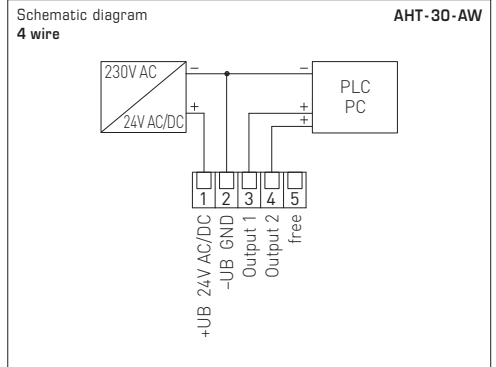 Schematic diagram
4 wire
AHT-30-AW
230V AC
24V AC/DC
−
+
−
+
+
PLC
PC
1
2
3
4
5
+UB 24V AC/DC
−UB GND
Output 1
Output 2
free